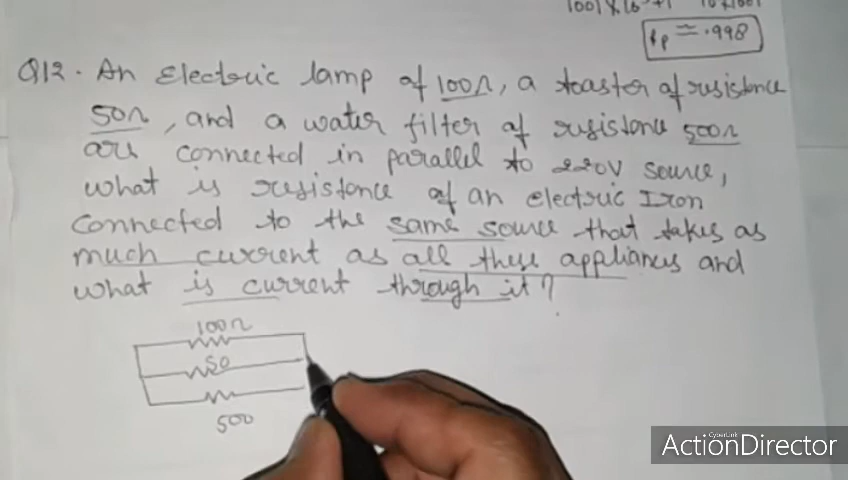 ≈ .998
Q12. An Electric lamp of 100Ω, a toaster of resistance
50Ω, and a water filter of resistance 500Ω
are connected in parallel to 220V source,
what is resistance of an electric Iron
Connected to the same source that takes as
much current as all these appliances and
what is current through it?
100Ω
50
500
CyberLink
ActionDirector